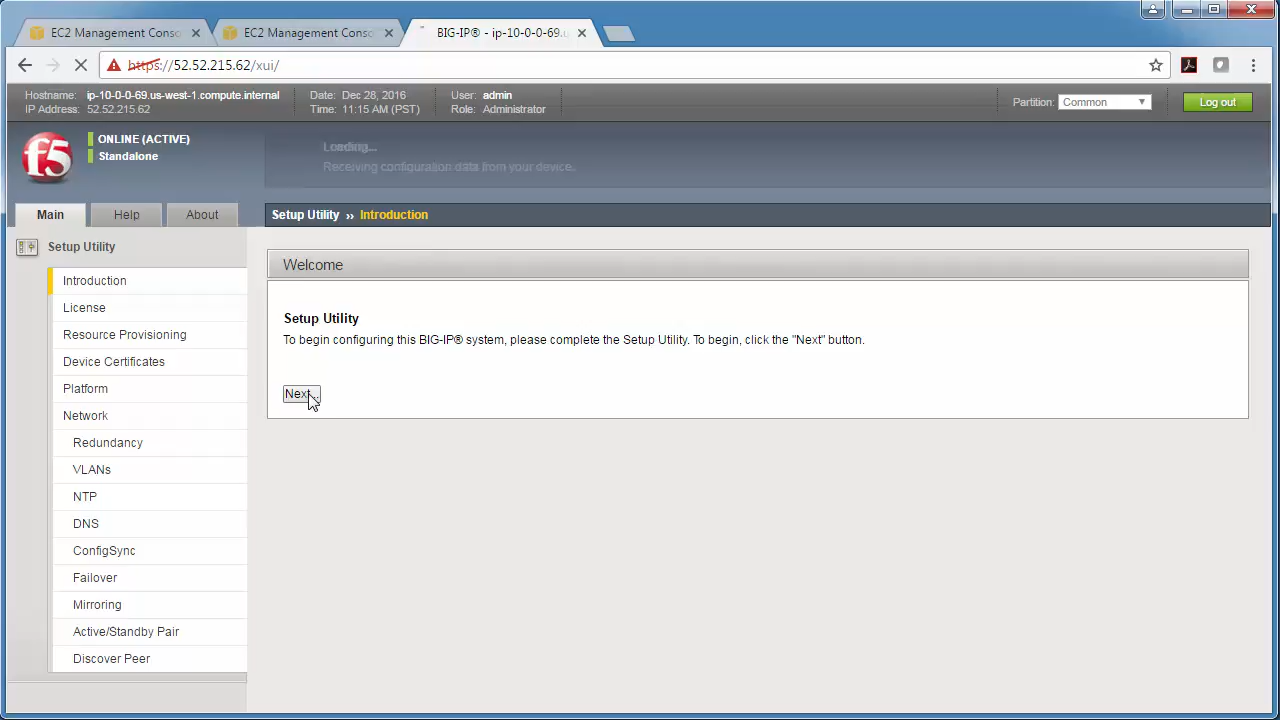 EC2 Management Conso
EC2 Management Conso
BIG-IP® - ip-10-0-0-69.u
https://52.52.215.62/xui/
Hostname: ip-10-0-0-69.us-west-1.compute.internal
IP Address: 52.52.215.62
Date: Dec 28, 2016
Time: 11:15 AM (PST)
User: admin
Role: Administrator
Partition: Common
Log out
f5
ONLINE (ACTIVE)
Standalone
Loading...
Receiving configuration data from your device.
Main
Help
About
Setup Utility ›› Introduction
Setup Utility
Introduction
License
Resource Provisioning
Device Certificates
Platform
Network
Redundancy
VLANs
NTP
DNS
ConfigSync
Failover
Mirroring
Active/Standby Pair
Discover Peer
Welcome
Setup Utility
To begin configuring this BIG-IP® system, please complete the Setup Utility. To begin, click the "Next" button.
Next...